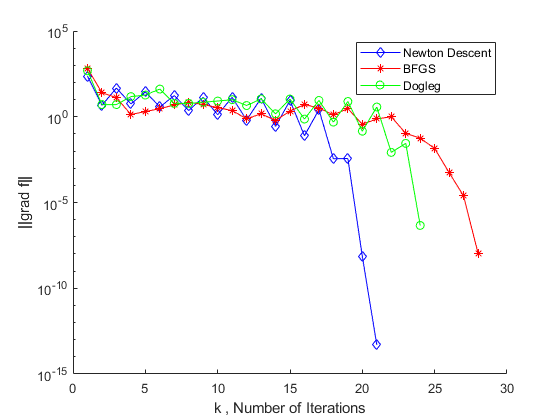 10^5
10^0
10^-5
10^-10
10^-15
||grad f||
0 5 10 15 20 25 30
k , Number of Iterations
Newton Descent
BFGS
Dogleg